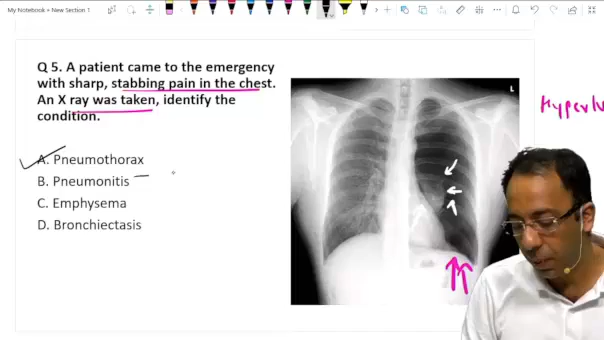 My Notebook » New Section 1
Q 5. A patient came to the emergency
with sharp, stabbing pain in the chest.
An X ray was taken, identify the
condition.
A. Pneumothorax
B. Pneumonitis
C. Emphysema
D. Bronchiectasis
L